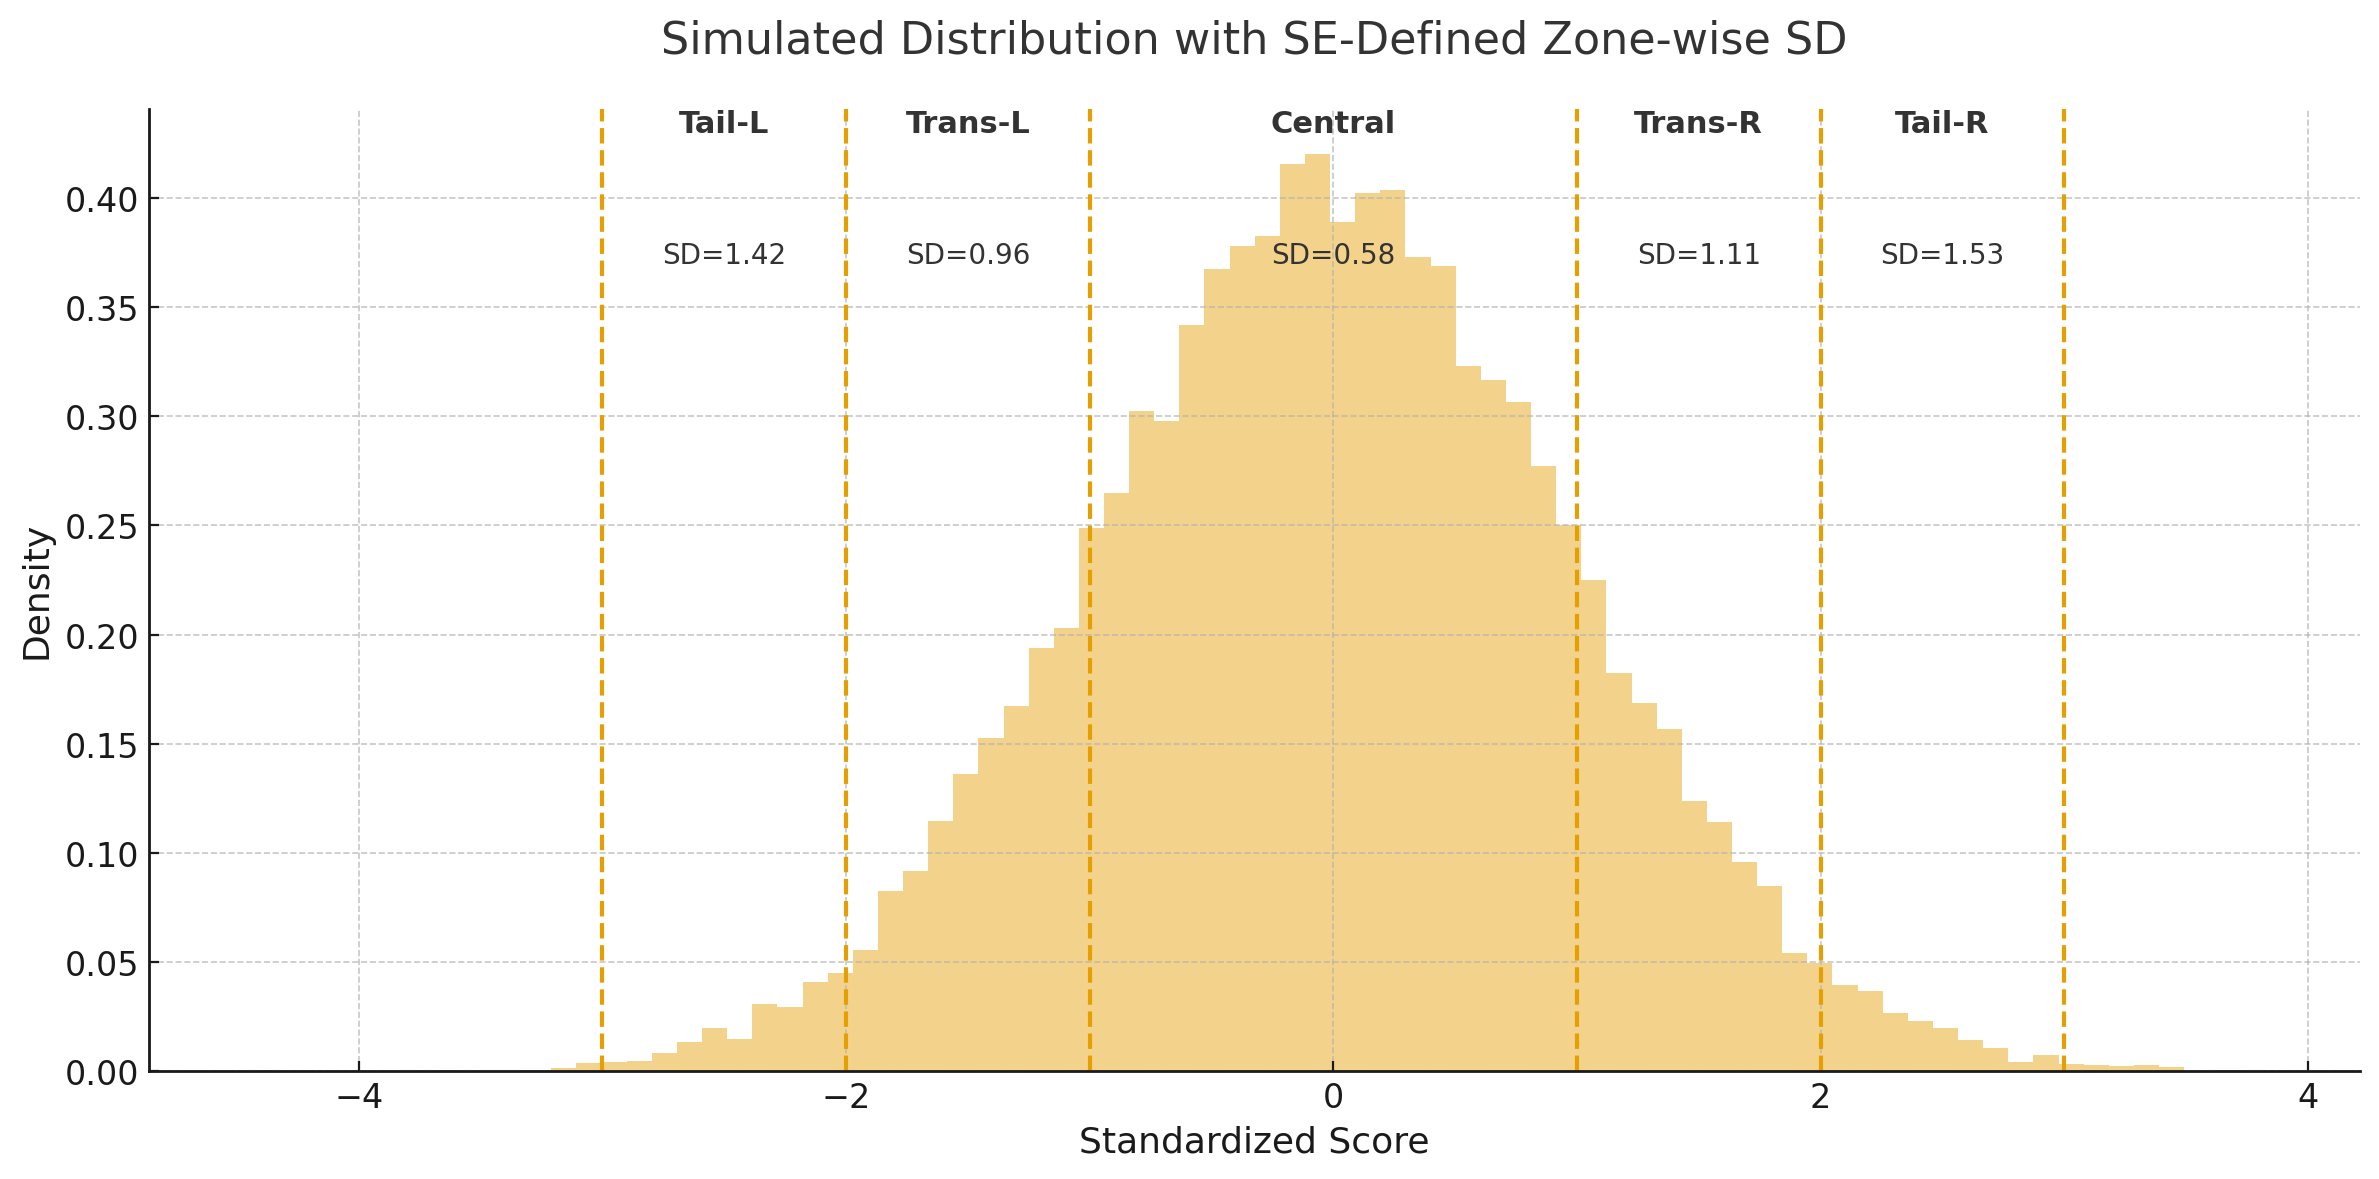 Simulated Distribution with SE-Defined Zone-wise SD
Tail-L Trans-L Central Trans-R Tail-R
SD=1.42 SD=0.96 SD=0.58 SD=1.11 SD=1.53
Density
0.40
0.35
0.30
0.25
0.20
0.15
0.10
0.05
0.00
−4 −2 0 2 4
Standardized Score